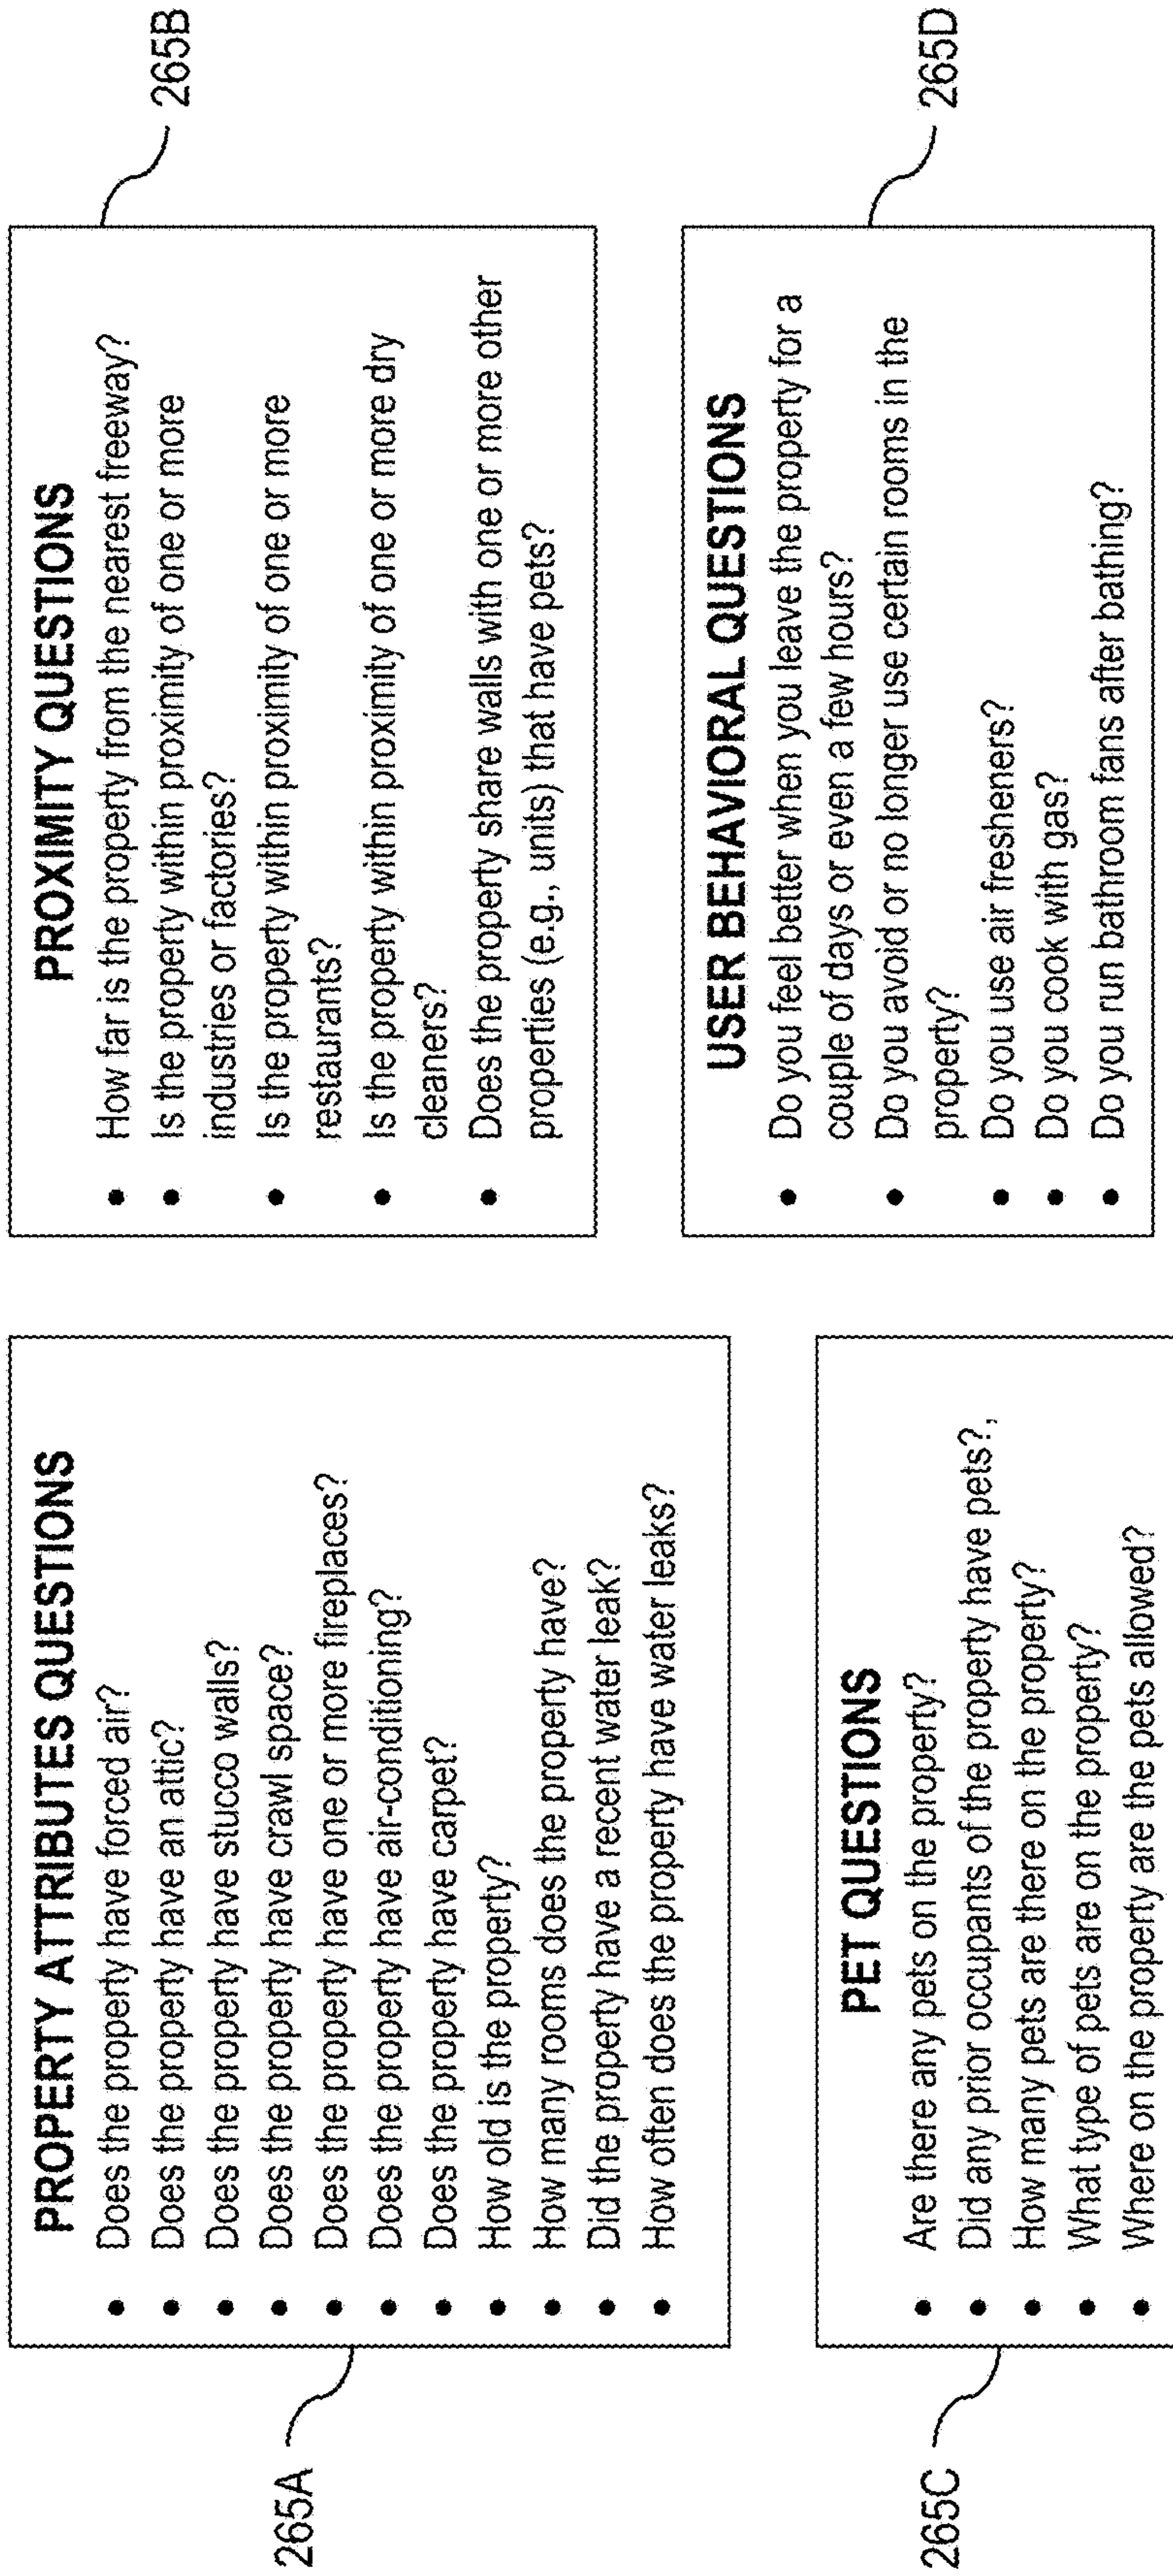 265A
PROPERTY ATTRIBUTES QUESTIONS
• Does the property have forced air?
• Does the property have an attic?
• Does the property have stucco walls?
• Does the property have crawl space?
• Does the property have one or more fireplaces?
• Does the property have air-conditioning?
• Does the property have carpet?
• How old is the property?
• How many rooms does the property have?
• Did the property have a recent water leak?
• How often does the property have water leaks?
265B
PROXIMITY QUESTIONS
• How far is the property from the nearest freeway?
• Is the property within proximity of one or more
industries or factories?
• Is the property within proximity of one or more
restaurants?
• Is the property within proximity of one or more dry
cleaners?
• Does the property share walls with one or more other
properties (e.g., units) that have pets?
265C
PET QUESTIONS
• Are there any pets on the property?
• Did any prior occupants of the property have pets?,
• How many pets are there on the property?
• What type of pets are on the property?
• Where on the property are the pets allowed?
265D
USER BEHAVIORAL QUESTIONS
• Do you feel better when you leave the property for a
couple of days or even a few hours?
• Do you avoid or no longer use certain rooms in the
property?
• Do you use air fresheners?
• Do you cook with gas?
• Do you run bathroom fans after bathing?